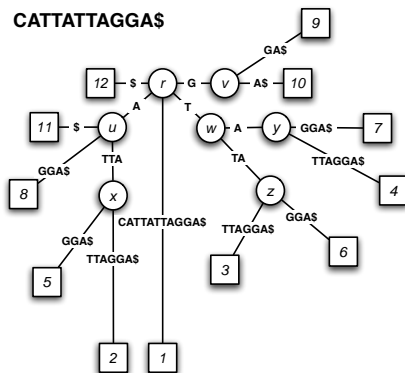 CATTATTAGGA$
9
GA$
12 $ r G v A$ 10
A T
11 $ u w A y GGA$ 7
GGA$ TTA TA TTAGGA$
8 x z 4
CATTATTAGGA$
GGA$ TTAGGA$ GGA$
TTAGGA$
5 3 6
2 1